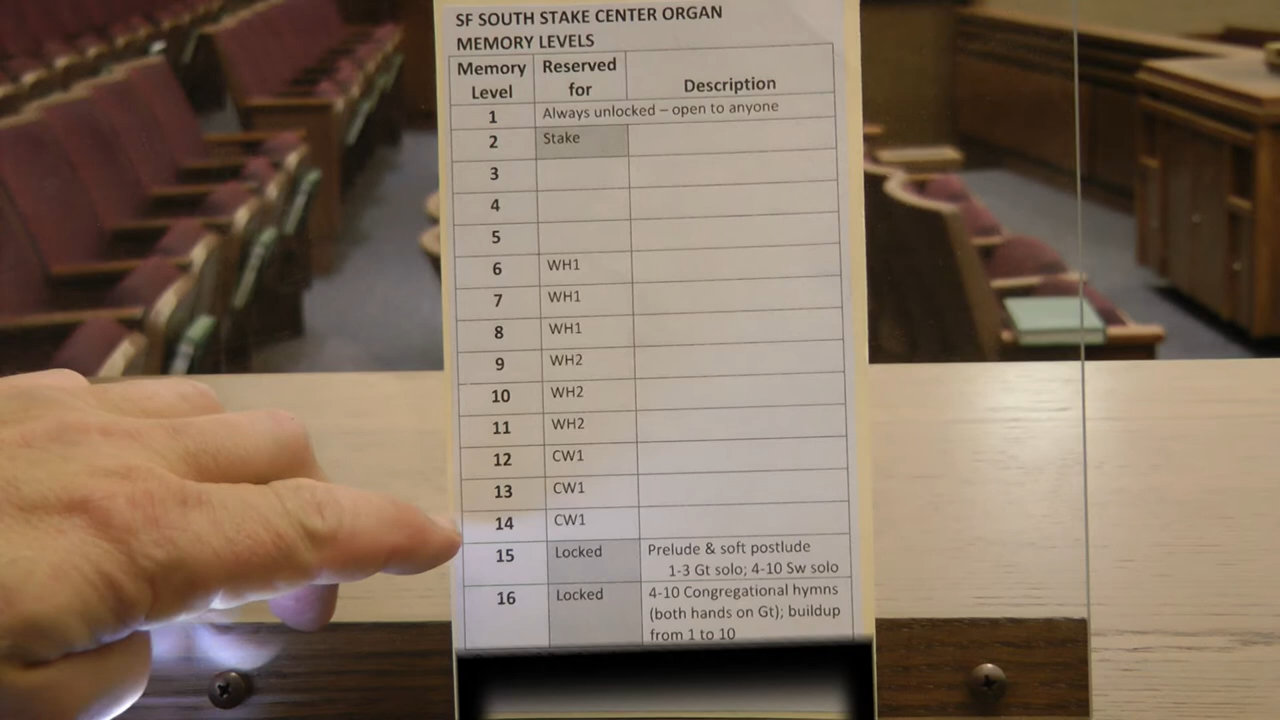 SF SOUTH STAKE CENTER ORGAN
MEMORY LEVELS
Memory Level Reserved for Description
1 Always unlocked – open to anyone
2 Stake
3
4
5
6 WH1
7 WH1
8 WH1
9 WH2
10 WH2
11 WH2
12 CW1
13 CW1
14 CW1
15 Locked Prelude & soft postlude
1-3 Gt solo; 4-10 Sw solo
16 Locked 4-10 Congregational hymns
(both hands on Gt); buildup
from 1 to 10